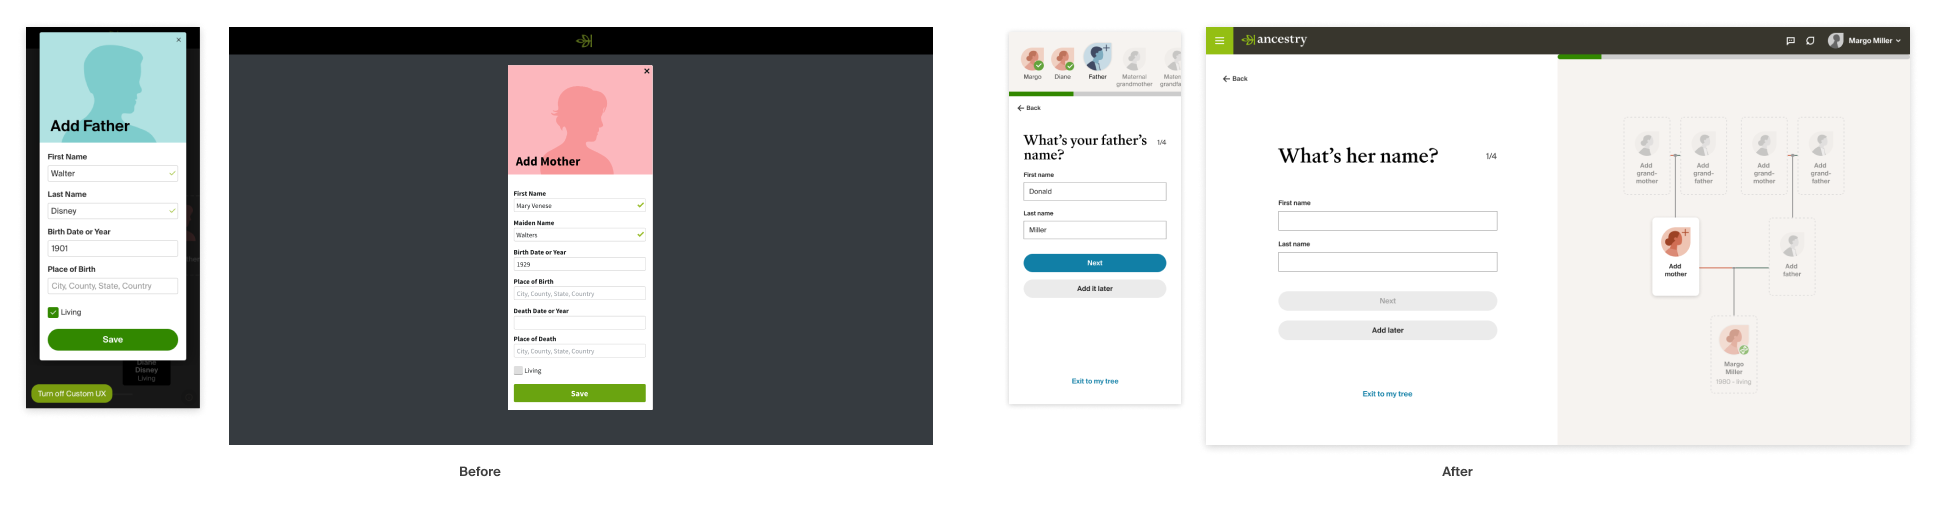 Add Father
First Name
Walter
Last Name
Disney
Birth Date or Year
1901
Place of Birth
City, County, State, Country
Living
Save
Disney
Living
Turn off Custom UX
Add Mother
First Name
Mary Venese
Maiden Name
Walters
Birth Date or Year
1929
Place of Birth
City, County, State, Country
Death Date or Year
Place of Death
City, County, State, Country
Living
Save
Before
Margo
Diane
Father
Maternal
grandmother
Mater
grandfa
Back
What's your father's
name?
1/4
First name
Donald
Last name
Miller
Next
Add it later
Exit to my tree
ancestry
Margo Miller
Back
What's her name?
1/4
First name
Last name
Next
Add later
Exit to my tree
Add
grand-
mother
Add
grand-
father
Add
grand-
mother
Add
grand-
father
Add
mother
Add
father
Margo
Miller
1980 - living
After